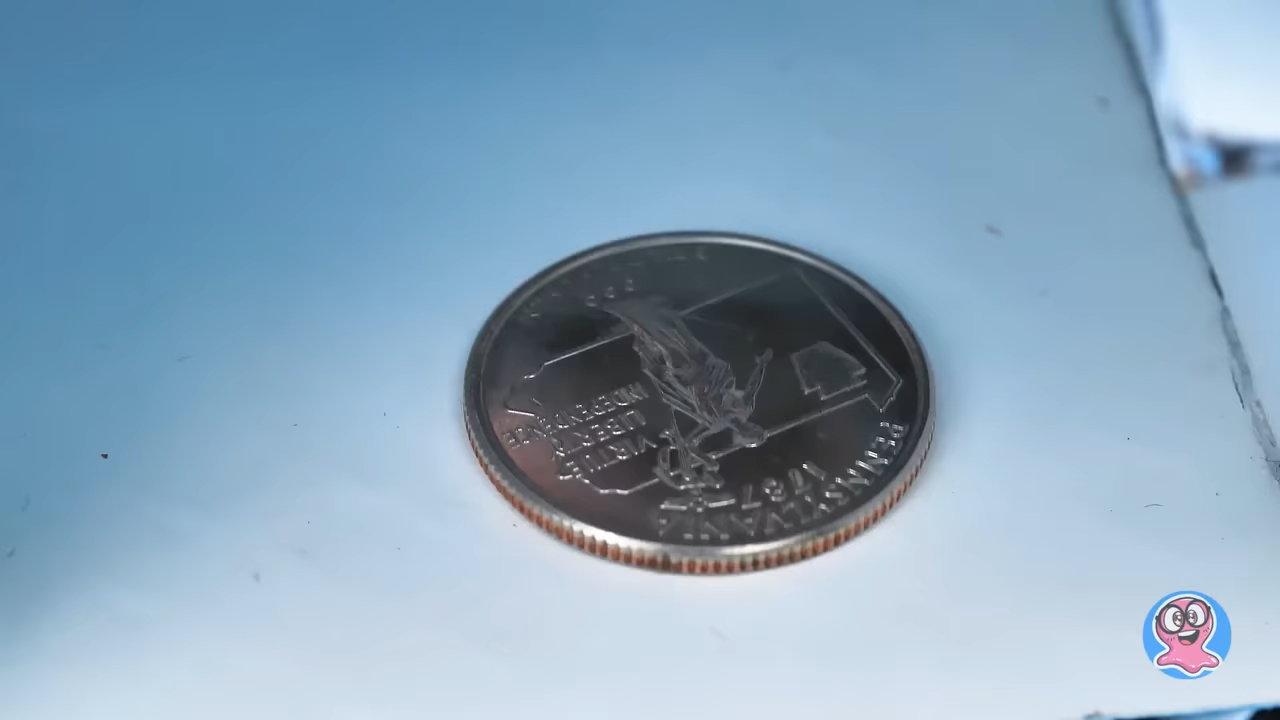 PENNSYLVANIA
1787
VIRTUE
LIBERTY
INDEPENDENCE